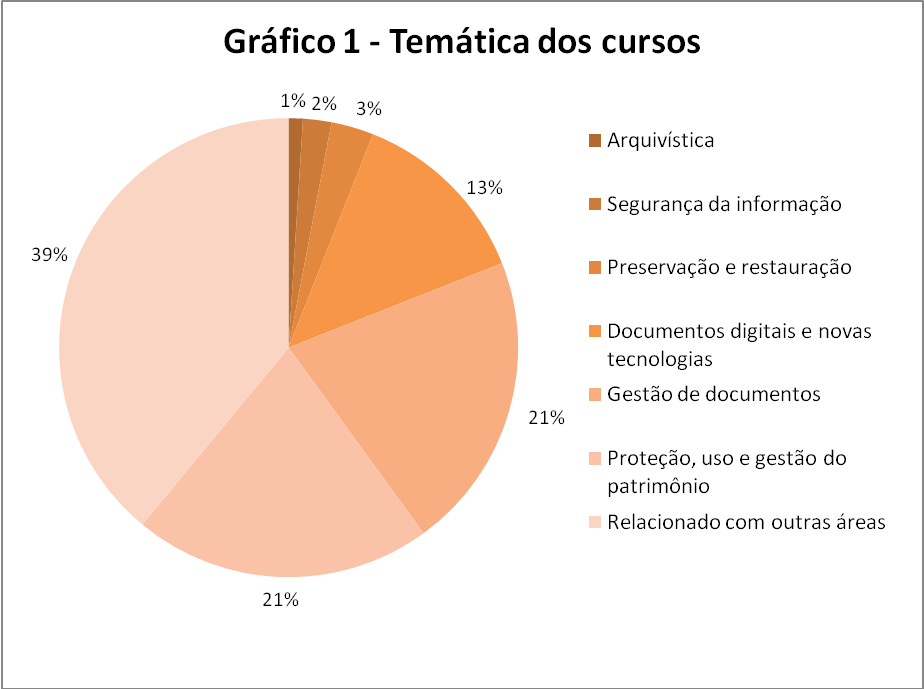 Gráfico 1 - Temática dos cursos
1%
2%
3%
13%
21%
21%
39%
Arquivística
Segurança da informação
Preservação e restauração
Documentos digitais e novas
tecnologias
Gestão de documentos
Proteção, uso e gestão do
patrimônio
Relacionado com outras áreas